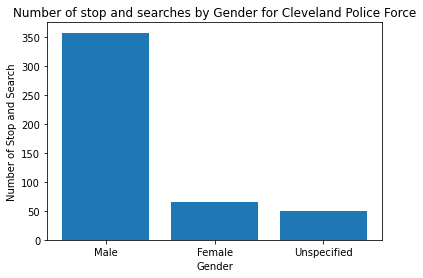 Number of stop and searches by Gender for Cleveland Police Force
Number of Stop and Search
350
300
250
200
150
100
50
0
Male Female Unspecified
Gender